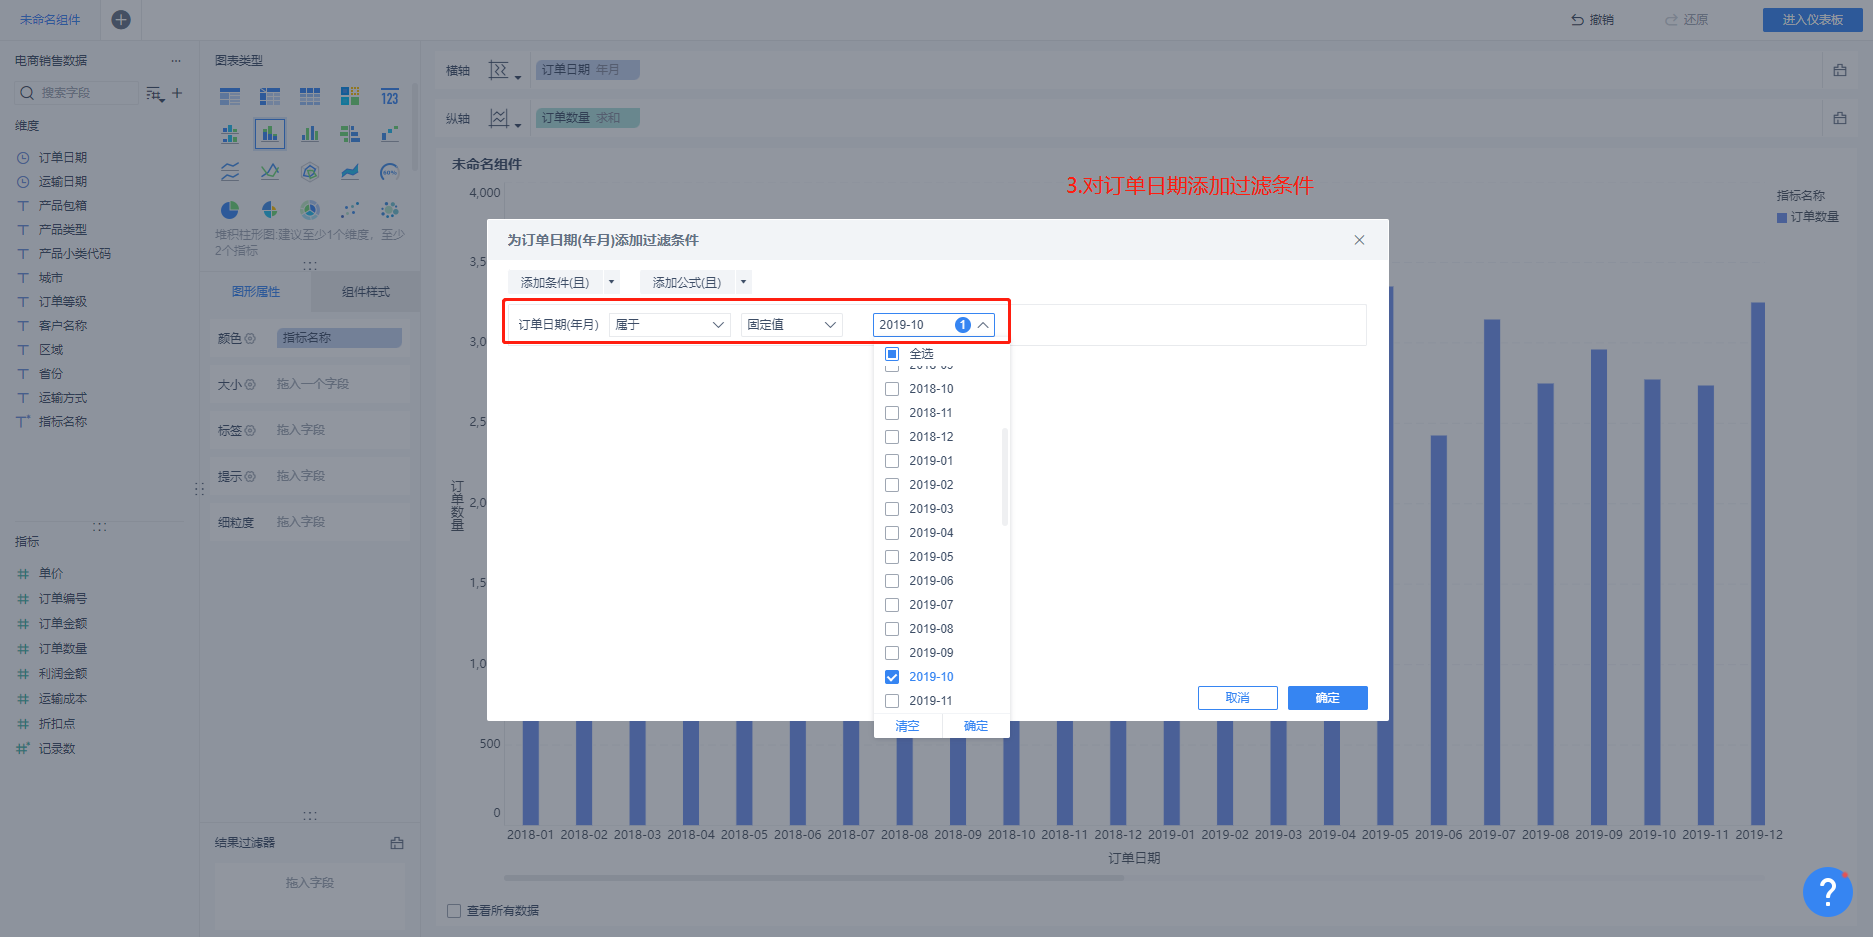 未命名组件
撤销
还原
进入仪表板
电商销售数据
搜索字段
维度
订单日期
运输日期
产品包箱
产品类型
产品小类代码
城市
订单等级
客户名称
区域
省份
运输方式
指标名称
指标
单价
订单编号
订单金额
订单数量
利润金额
运输成本
折扣点
记录数
图表类型
123
堆积柱形图:建议至少1个维度，至少
2个指标
图形属性
组件样式
颜色
指标名称
大小
拖入一个字段
标签
拖入字段
提示
拖入字段
细粒度
拖入字段
结果过滤器
拖入字段
横轴
订单日期 年月
纵轴
订单数量 求和
未命名组件
3.对订单日期添加过滤条件
指标名称
订单数量
4,000
3,5
3,0
2,5
2,0
1,5
1,0
500
0
订单数量
为订单日期(年月)添加过滤条件
添加条件(且)
添加公式(且)
订单日期(年月)
属于
固定值
2019-10
1
全选
2018-09
2018-10
2018-11
2018-12
2019-01
2019-02
2019-03
2019-04
2019-05
2019-06
2019-07
2019-08
2019-09
2019-10
2019-11
清空
确定
取消
确定
2018-01 2018-02 2018-03 2018-04 2018-05 2018-06 2018-07 2018-08 2018-09 2018-10 2018-11 2018-12 2019-01 2019-02 2019-03 2019-04 2019-05 2019-06 2019-07 2019-08 2019-09 2019-10 2019-11 2019-12
订单日期
查看所有数据
?